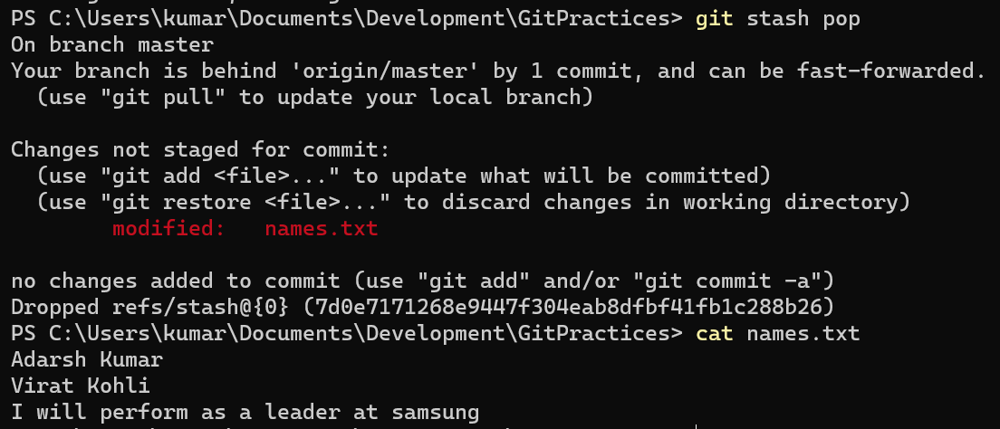 PS C:\Users\kumar\Documents\Development\GitPractices> git stash pop
On branch master
Your branch is behind 'origin/master' by 1 commit, and can be fast-forwarded.
  (use "git pull" to update your local branch)

Changes not staged for commit:
  (use "git add <file>..." to update what will be committed)
  (use "git restore <file>..." to discard changes in working directory)
        modified:   names.txt

no changes added to commit (use "git add" and/or "git commit -a")
Dropped refs/stash@{0} (7d0e7171268e9447f304eab8dfbf41fb1c288b26)
PS C:\Users\kumar\Documents\Development\GitPractices> cat names.txt
Adarsh Kumar
Virat Kohli
I will perform as a leader at samsung